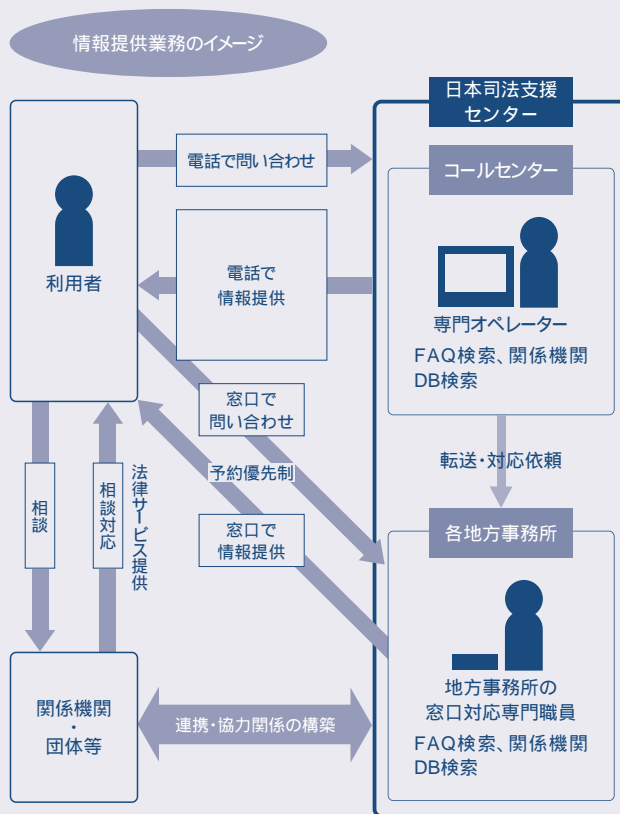 情報提供業務のイメージ
日本司法支援
センター
利用者
電話で問い合わせ
電話で
情報提供
コールセンター
専門オペレーター
FAQ検索、関係機関
DB検索
転送・対応依頼
窓口で
問い合わせ
予約優先制
窓口で
情報提供
各地方事務所
地方事務所の
窓口対応専門職員
FAQ検索、関係機関
DB検索
相談
相談対応
法律サービス提供
関係機関
・
団体等
連携・協力関係の構築